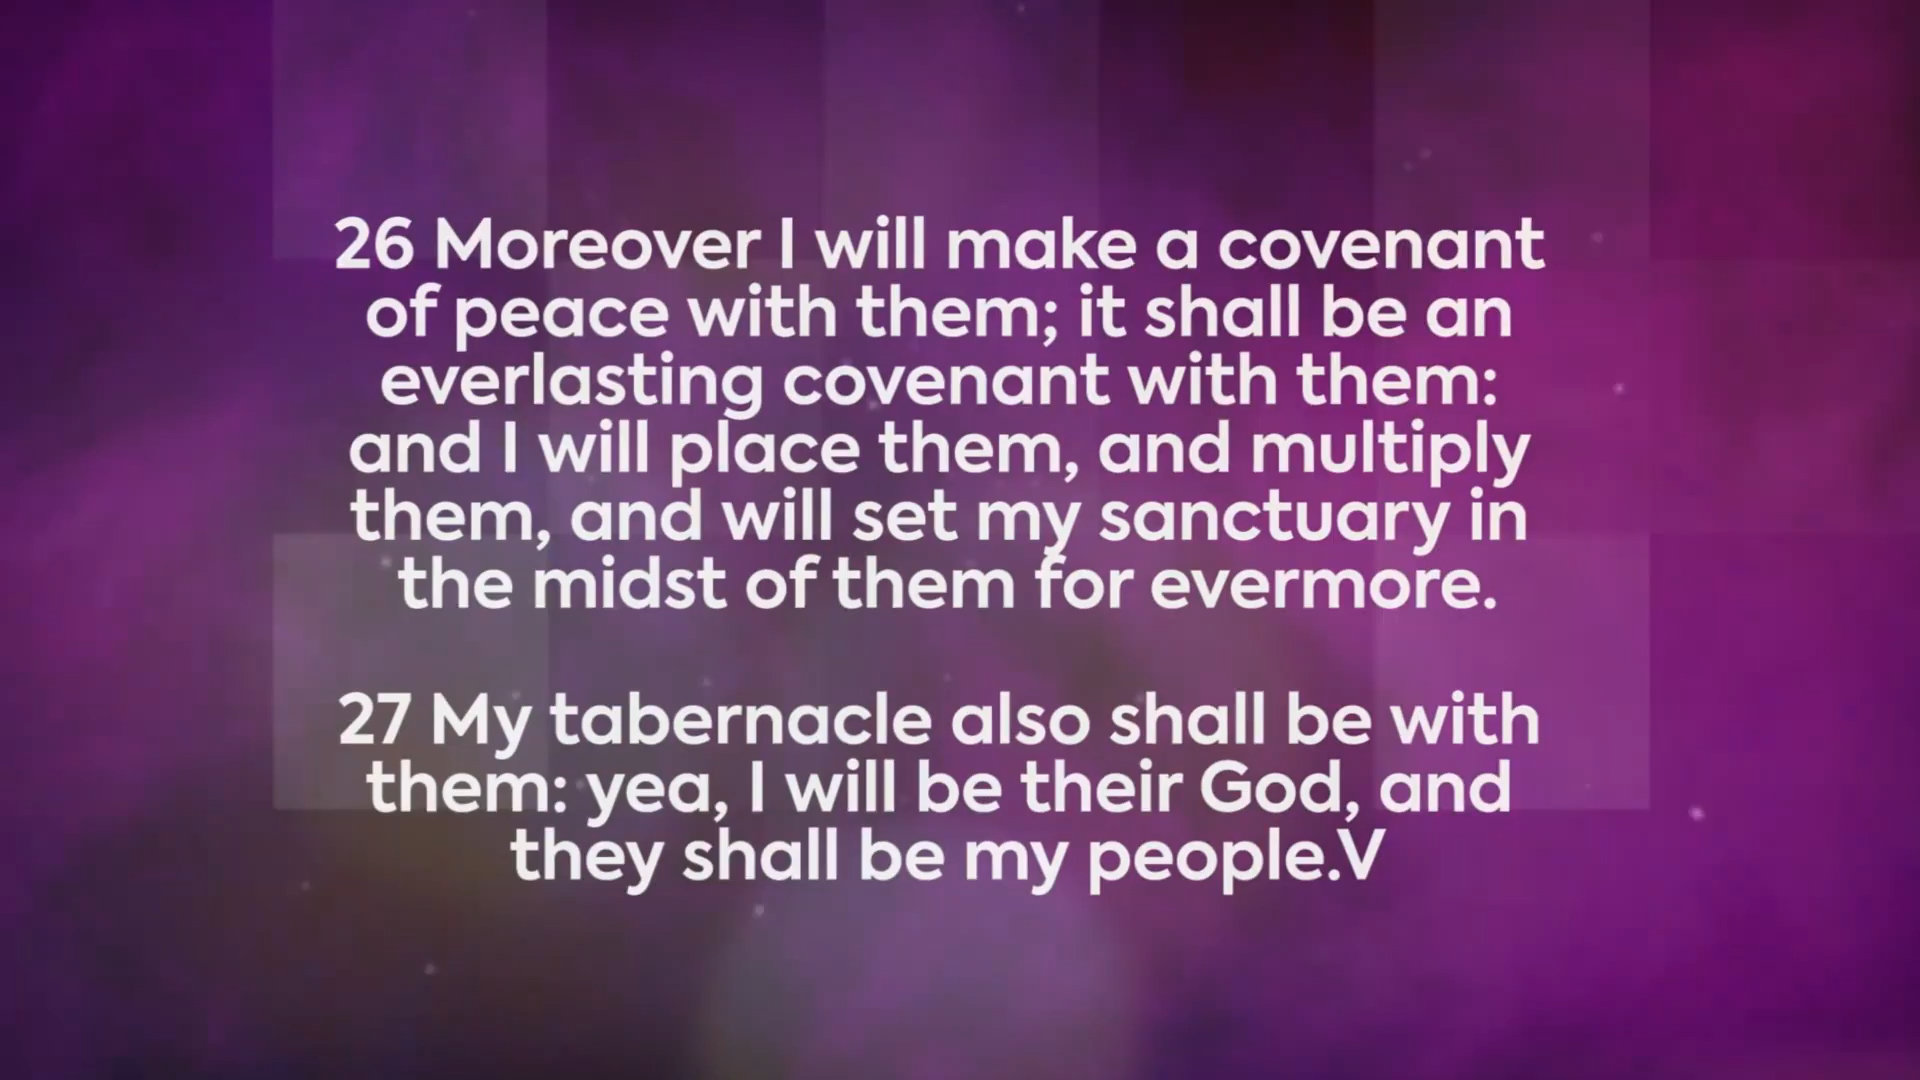 26 Moreover I will make a covenant
of peace with them; it shall be an
everlasting covenant with them:
and I will place them, and multiply
them, and will set my sanctuary in
the midst of them for evermore.
27 My tabernacle also shall be with
them: yea, I will be their God, and
they shall be my people.V